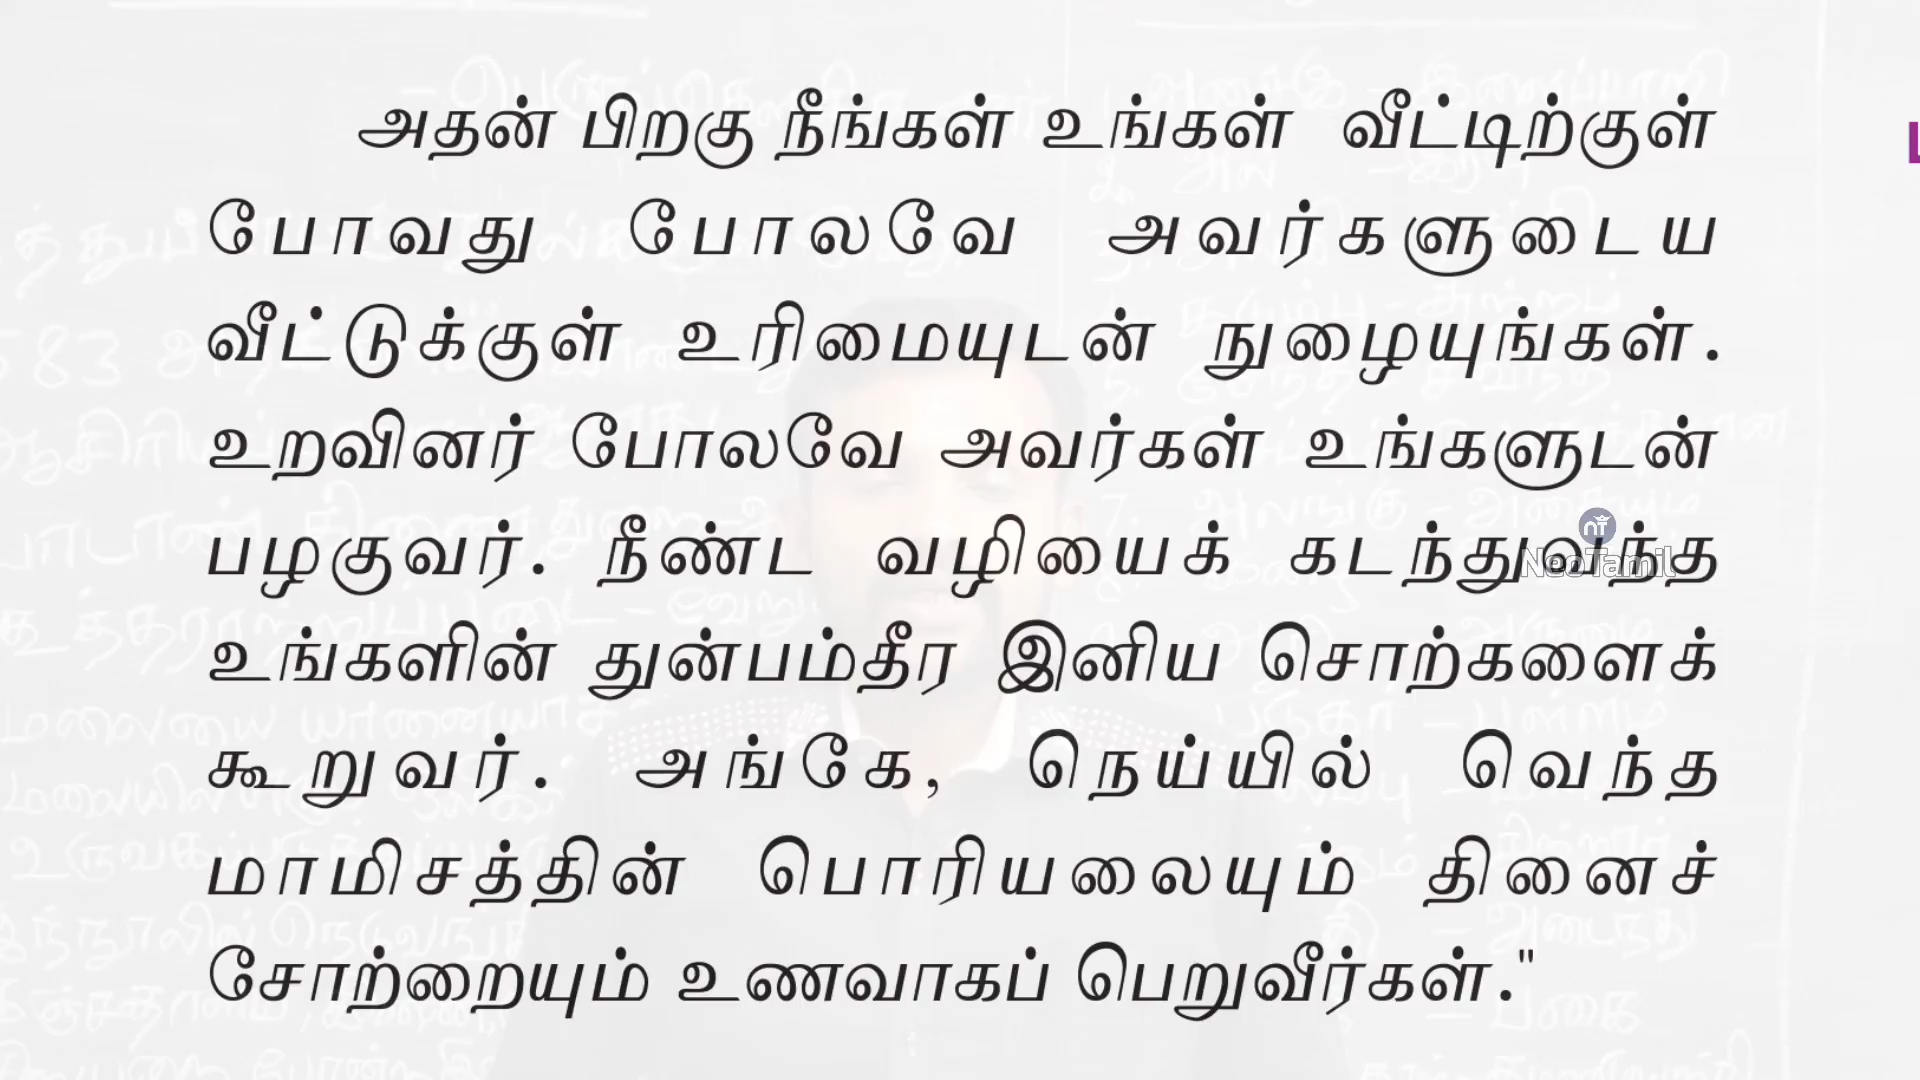 அதன் பிறகு நீங்கள் உங்கள் வீட்டிற்குள்
போவது போலவே அவர்களுடைய
வீட்டுக்குள் உரிமையுடன் நுழையுங்கள்.
உறவினர் போலவே அவர்கள் உங்களுடன்
பழகுவர். நீண்ட வழியைக் கடந்துவந்த
உங்களின் துன்பம்தீர இனிய சொற்களைக்
கூறுவர். அங்கே, நெய்யில் வெந்த
மாமிசத்தின் பொரியலையும் தினைச்
சோற்றையும் உணவாகப் பெறுவீர்கள்."
NeoTamil